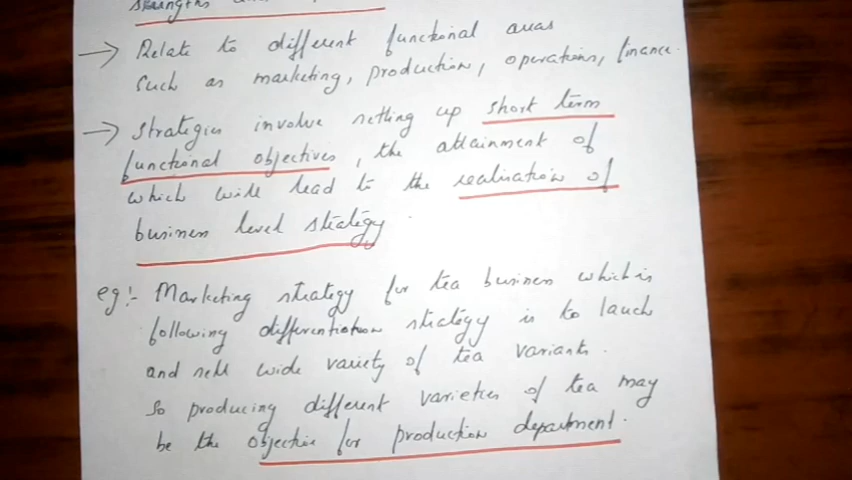 strengths and
→ Relate to different functional areas
such as marketing, production, operations, finance.
→ Strategies involve setting up short term
functional objectives, the attainment of
which will lead to the realisation of
business level strategy
eg:- Marketing strategy for tea business which is
following differentiation strategy is to lauch
and sell wide variety of tea variants.
So producing different varieties of tea may
be the objective for production department.